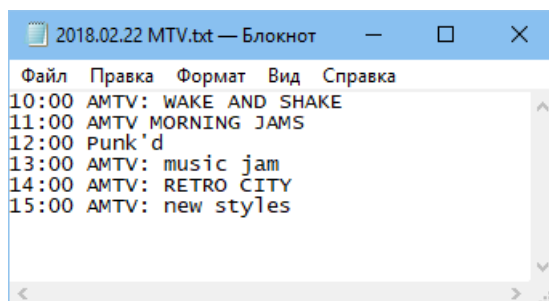 2018.02.22 MTV.txt — Блокнот
Файл Правка Формат Вид Справка
10:00 AMTV: WAKE AND SHAKE
11:00 AMTV MORNING JAMS
12:00 Punk'd
13:00 AMTV: music jam
14:00 AMTV: RETRO CITY
15:00 AMTV: new styles